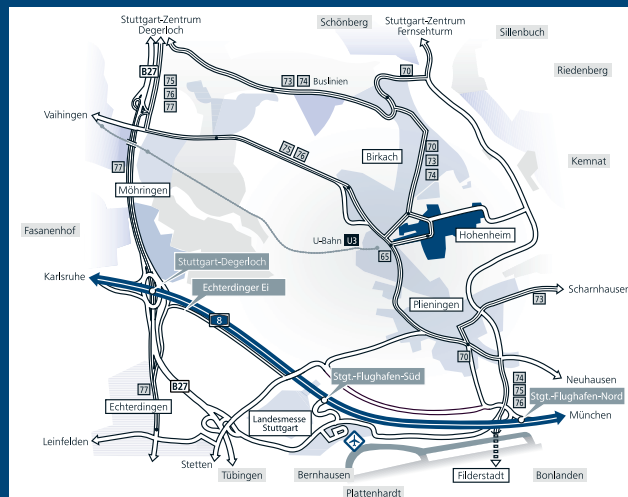 Stuttgart-Zentrum
Degerloch
Schönberg
Stuttgart-Zentrum
Fernsehturm
Sillenbuch
Riedenberg
B27
75
76
77
73
74
Buslinien
70
Vaihingen
75
76
Birkach
70
73
74
Kemnat
77
Möhringen
Fasanenhof
U-Bahn
U3
Hohenheim
65
Stuttgart-Degerloch
Karlsruhe
Echterdinger Ei
Plieningen
Scharnhausen
73
8
70
Stgt.-Flughafen-Süd
Neuhausen
74
75
76
Stgt.-Flughafen-Nord
77
B27
Echterdingen
Landesmesse
Stuttgart
München
Leinfelden
Stetten
Tübingen
Bernhausen
Filderstadt
Bonlanden
Plattenhardt